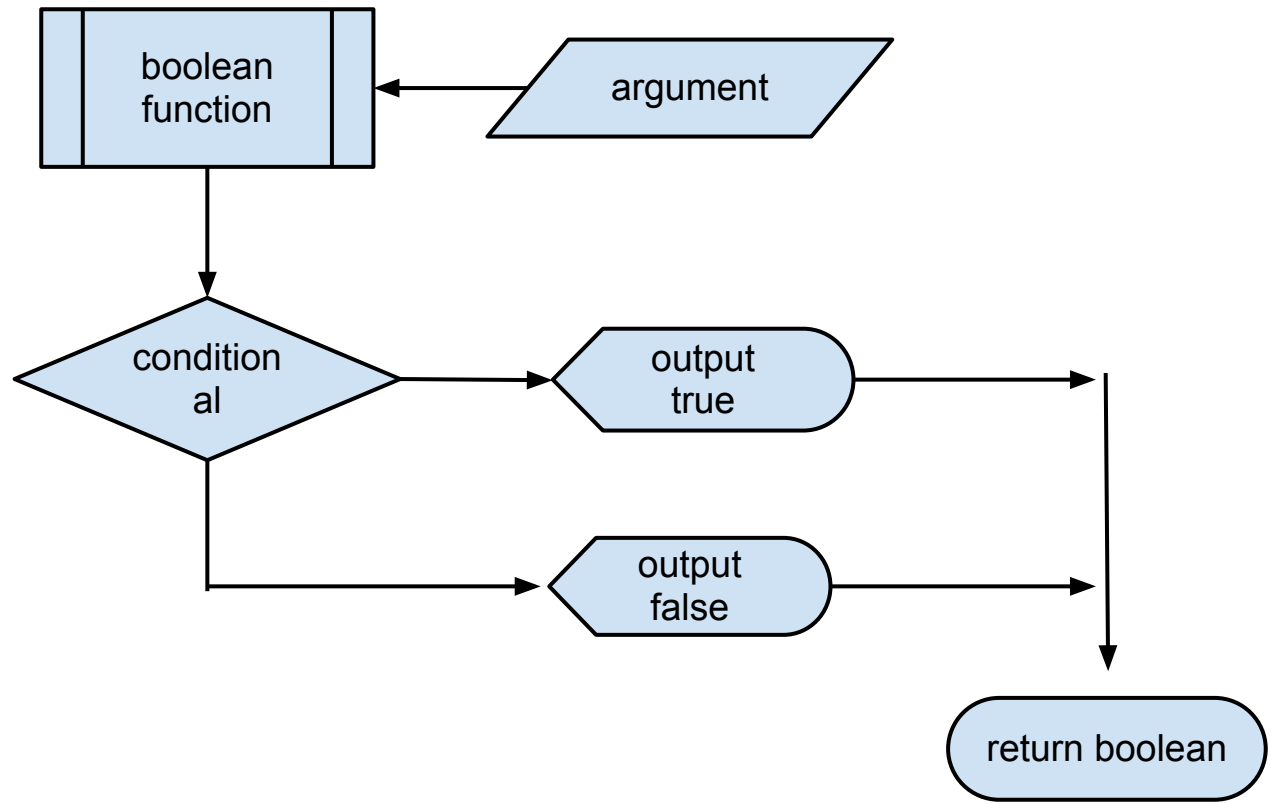 boolean
function
argument
condition
al
output
true
output
false
return boolean